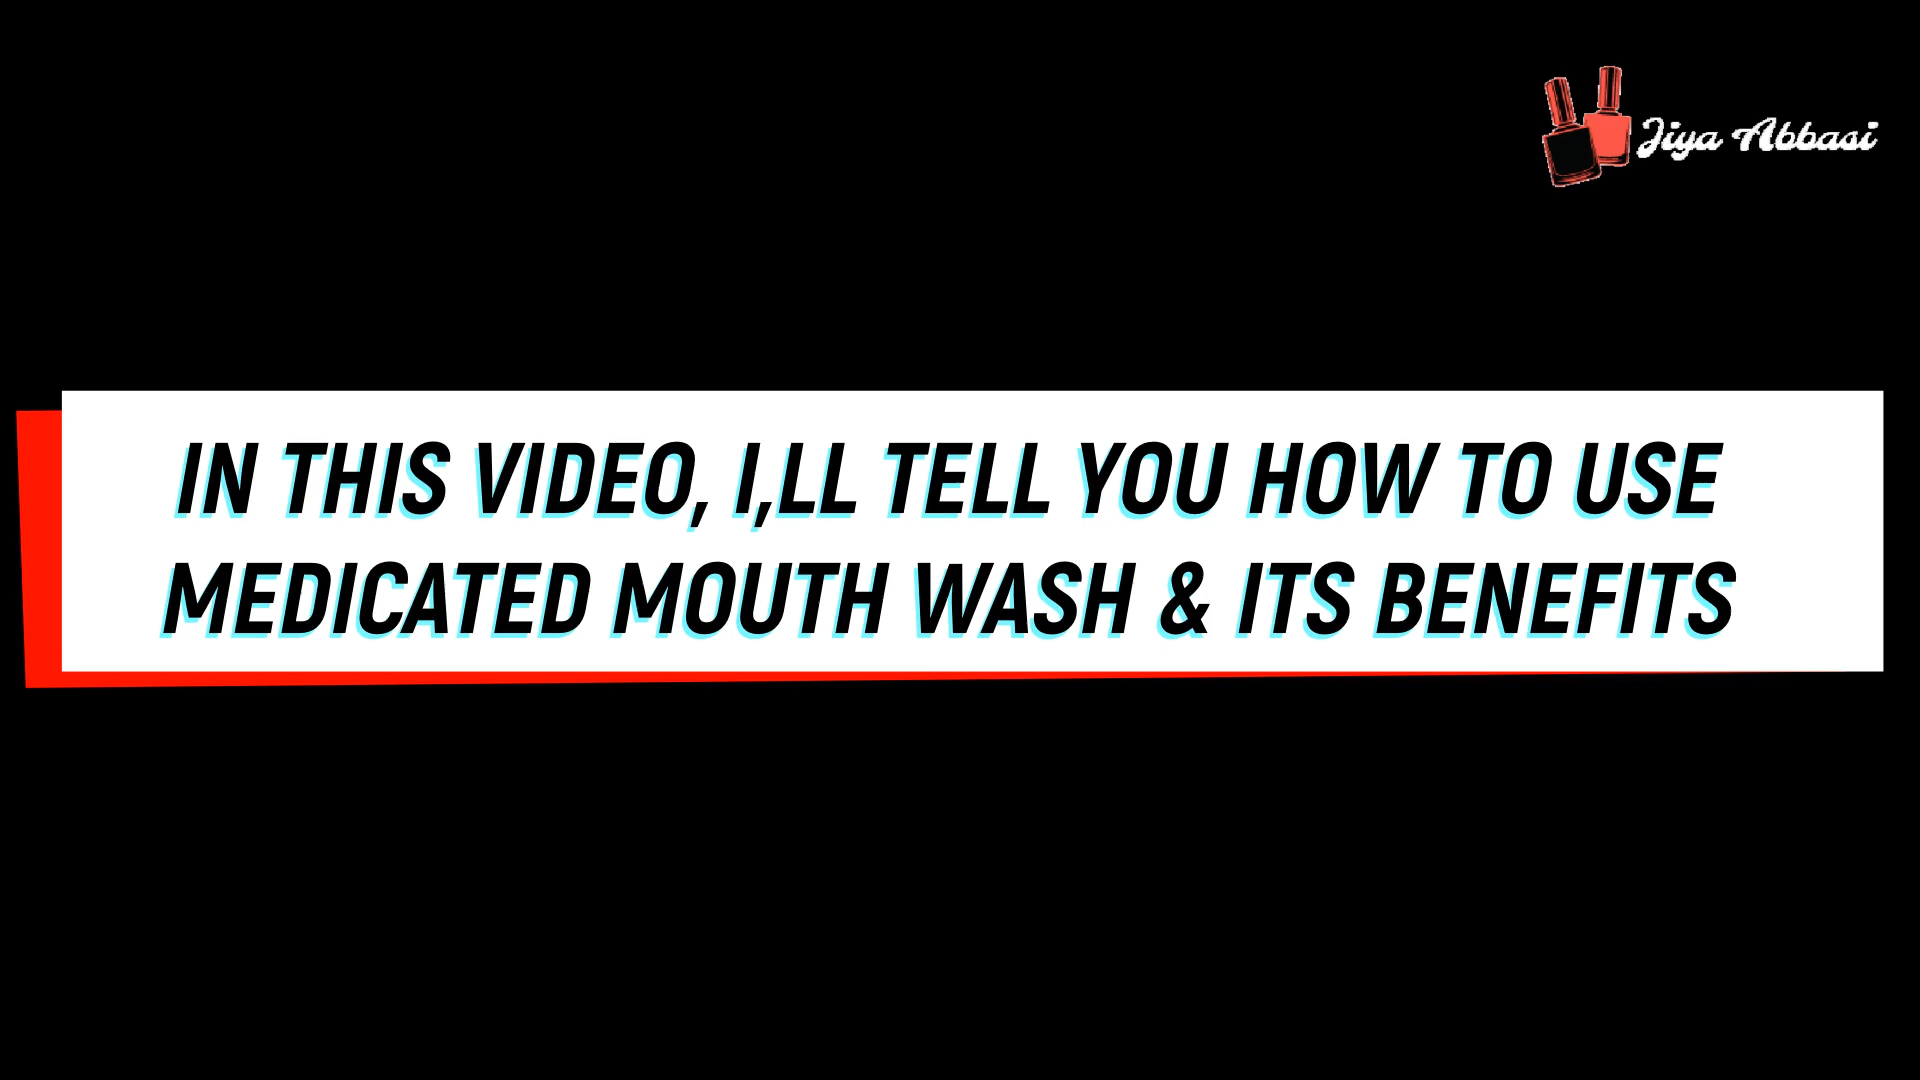 Jiya Abbasi
IN THIS VIDEO, I,LL TELL YOU HOW TO USE
MEDICATED MOUTH WASH & ITS BENEFITS